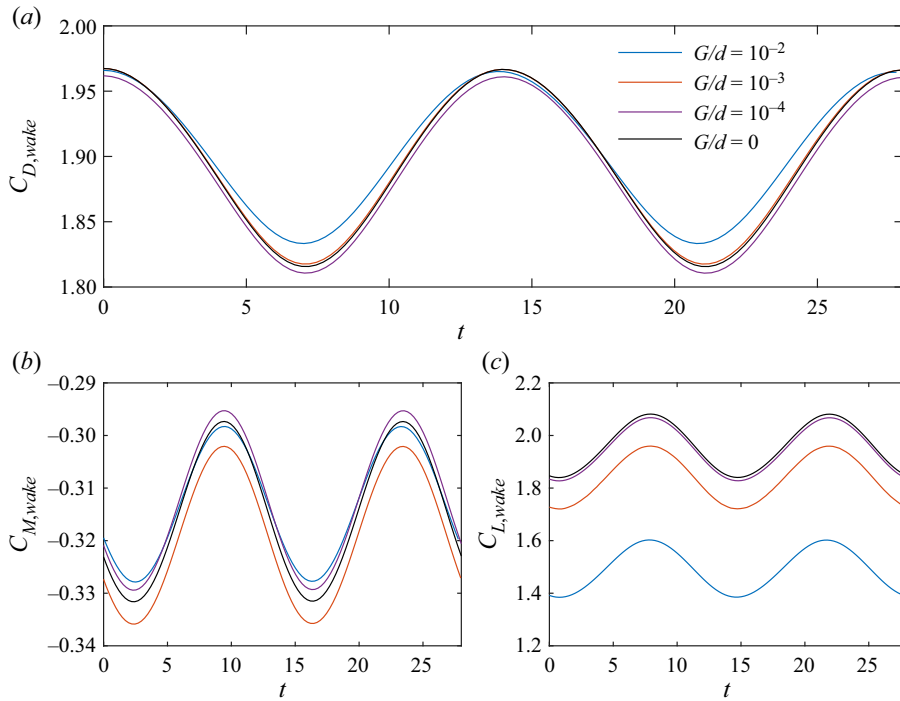 (a)
2.00
1.95
1.90
1.85
1.80
C_{D,wake}
G/d = 10^{–2}
G/d = 10^{–3}
G/d = 10^{–4}
G/d = 0
0 5 10 15 20 25
t
(b)
–0.29
–0.30
–0.31
–0.32
–0.33
–0.34
C_{M,wake}
0 5 10 15 20 25
t
(c)
2.2
2.0
1.8
1.6
1.4
1.2
C_{L,wake}
0 5 10 15 20 25
t